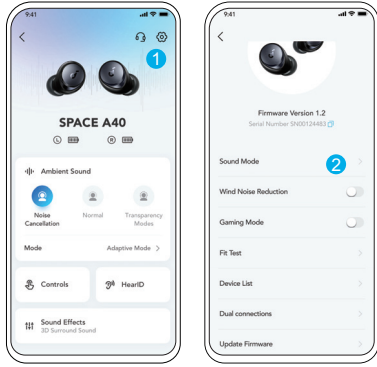 9:41
1
SPACE A40
L
R
Ambient Sound
Noise
Cancellation
Normal
Transparency
Modes
Mode
Adaptive Mode
Controls
HearID
Sound Effects
3D Surround Sound
9:41
Firmware Version 1.2
Serial Number SN00124483
Sound Mode
2
Wind Noise Reduction
Gaming Mode
Fit Test
Device List
Dual connections
Update Firmware